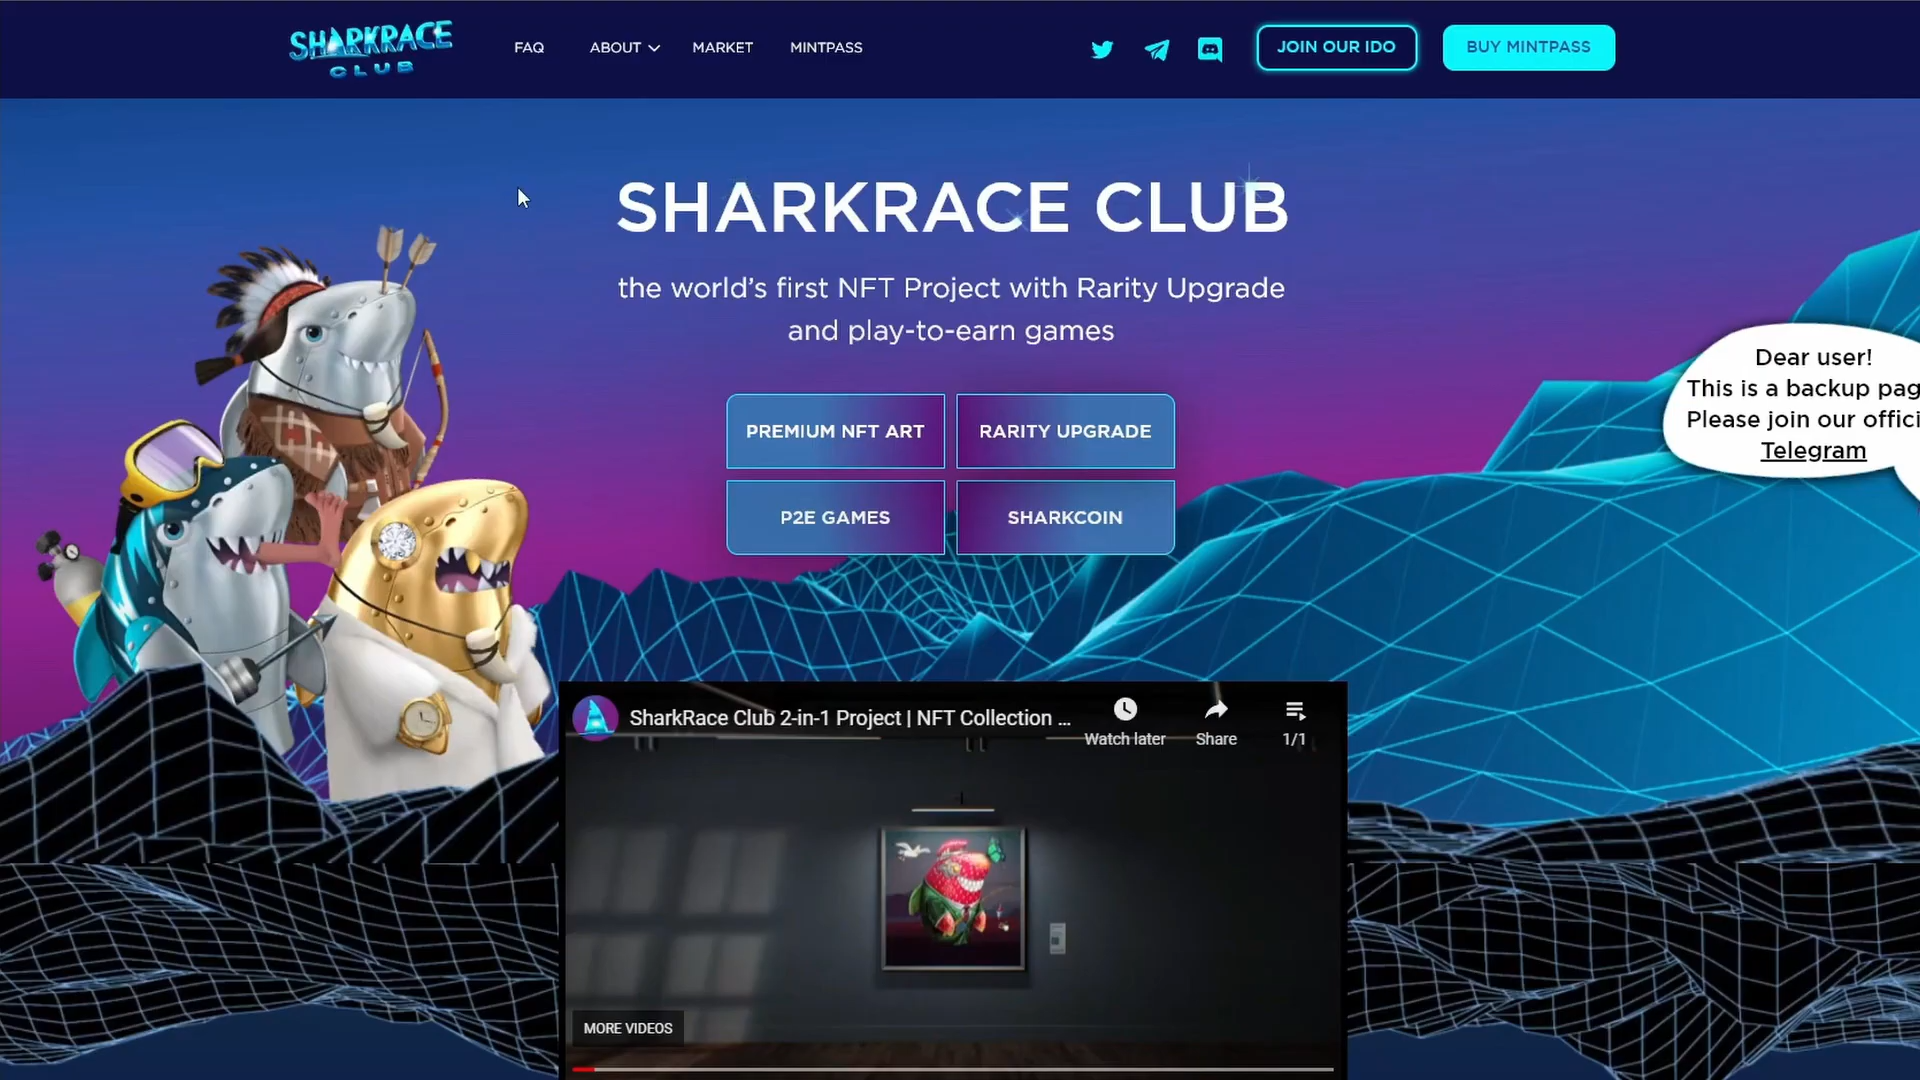 SHARKRACE
CLUB
FAQ
ABOUT
MARKET
MINTPASS
JOIN OUR IDO
BUY MINTPASS
SHARKRACE CLUB
the world's first NFT Project with Rarity Upgrade
and play-to-earn games
PREMIUM NFT ART
RARITY UPGRADE
P2E GAMES
SHARKCOIN
Dear user!
This is a backup pag
Please join our offici
Telegram
SharkRace Club 2-in-1 Project | NFT Collection ...
Watch later
Share
1/1
MORE VIDEOS